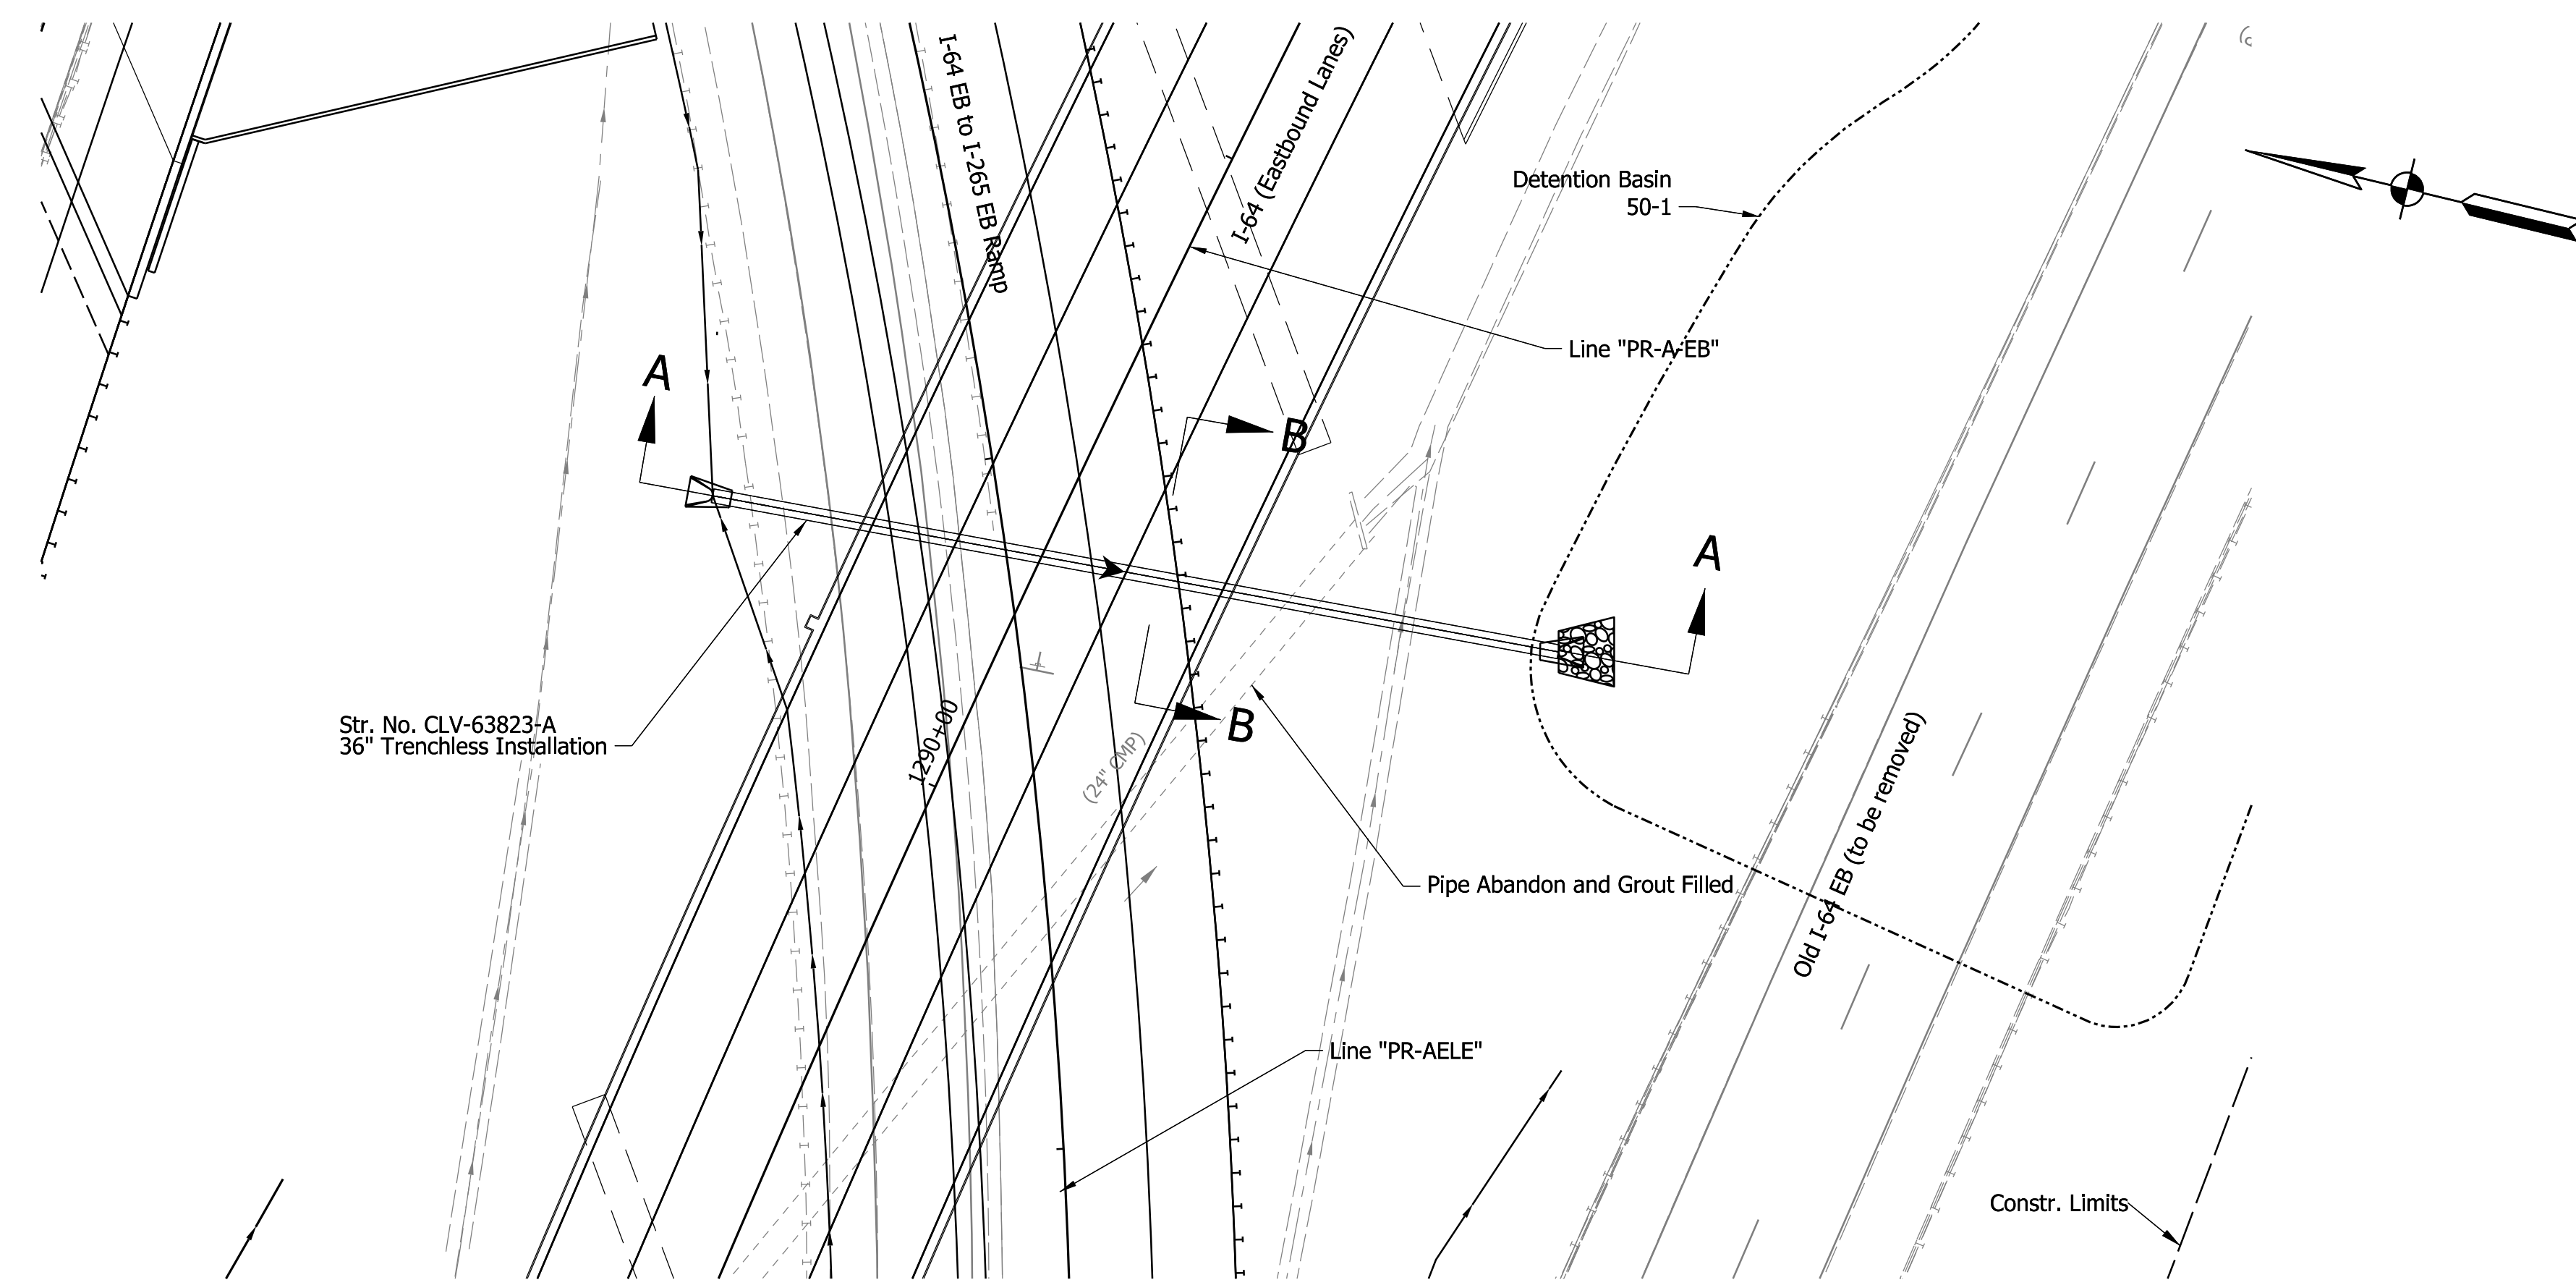 I-64 EB to I-265 EB Ramp
I-64 (Eastbound Lanes)
Detention Basin
50-1
Line "PR-A-EB"
A
B
A
Str. No. CLV-63823-A
36" Trenchless Installation
1290+00
(24" CMP)
B
Pipe Abandon and Grout Filled
Old I-64 EB (to be removed)
Line "PR-AELE"
Constr. Limits